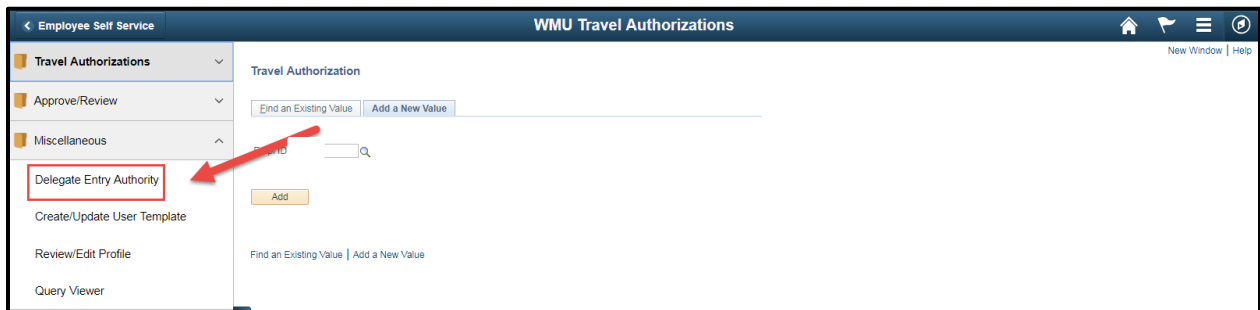 Employee Self Service
WMU Travel Authorizations
New Window | Help
Travel Authorizations
Approve/Review
Miscellaneous
Delegate Entry Authority
Create/Update User Template
Review/Edit Profile
Query Viewer
Travel Authorization
Find an Existing Value Add a New Value
Add
Find an Existing Value | Add a New Value